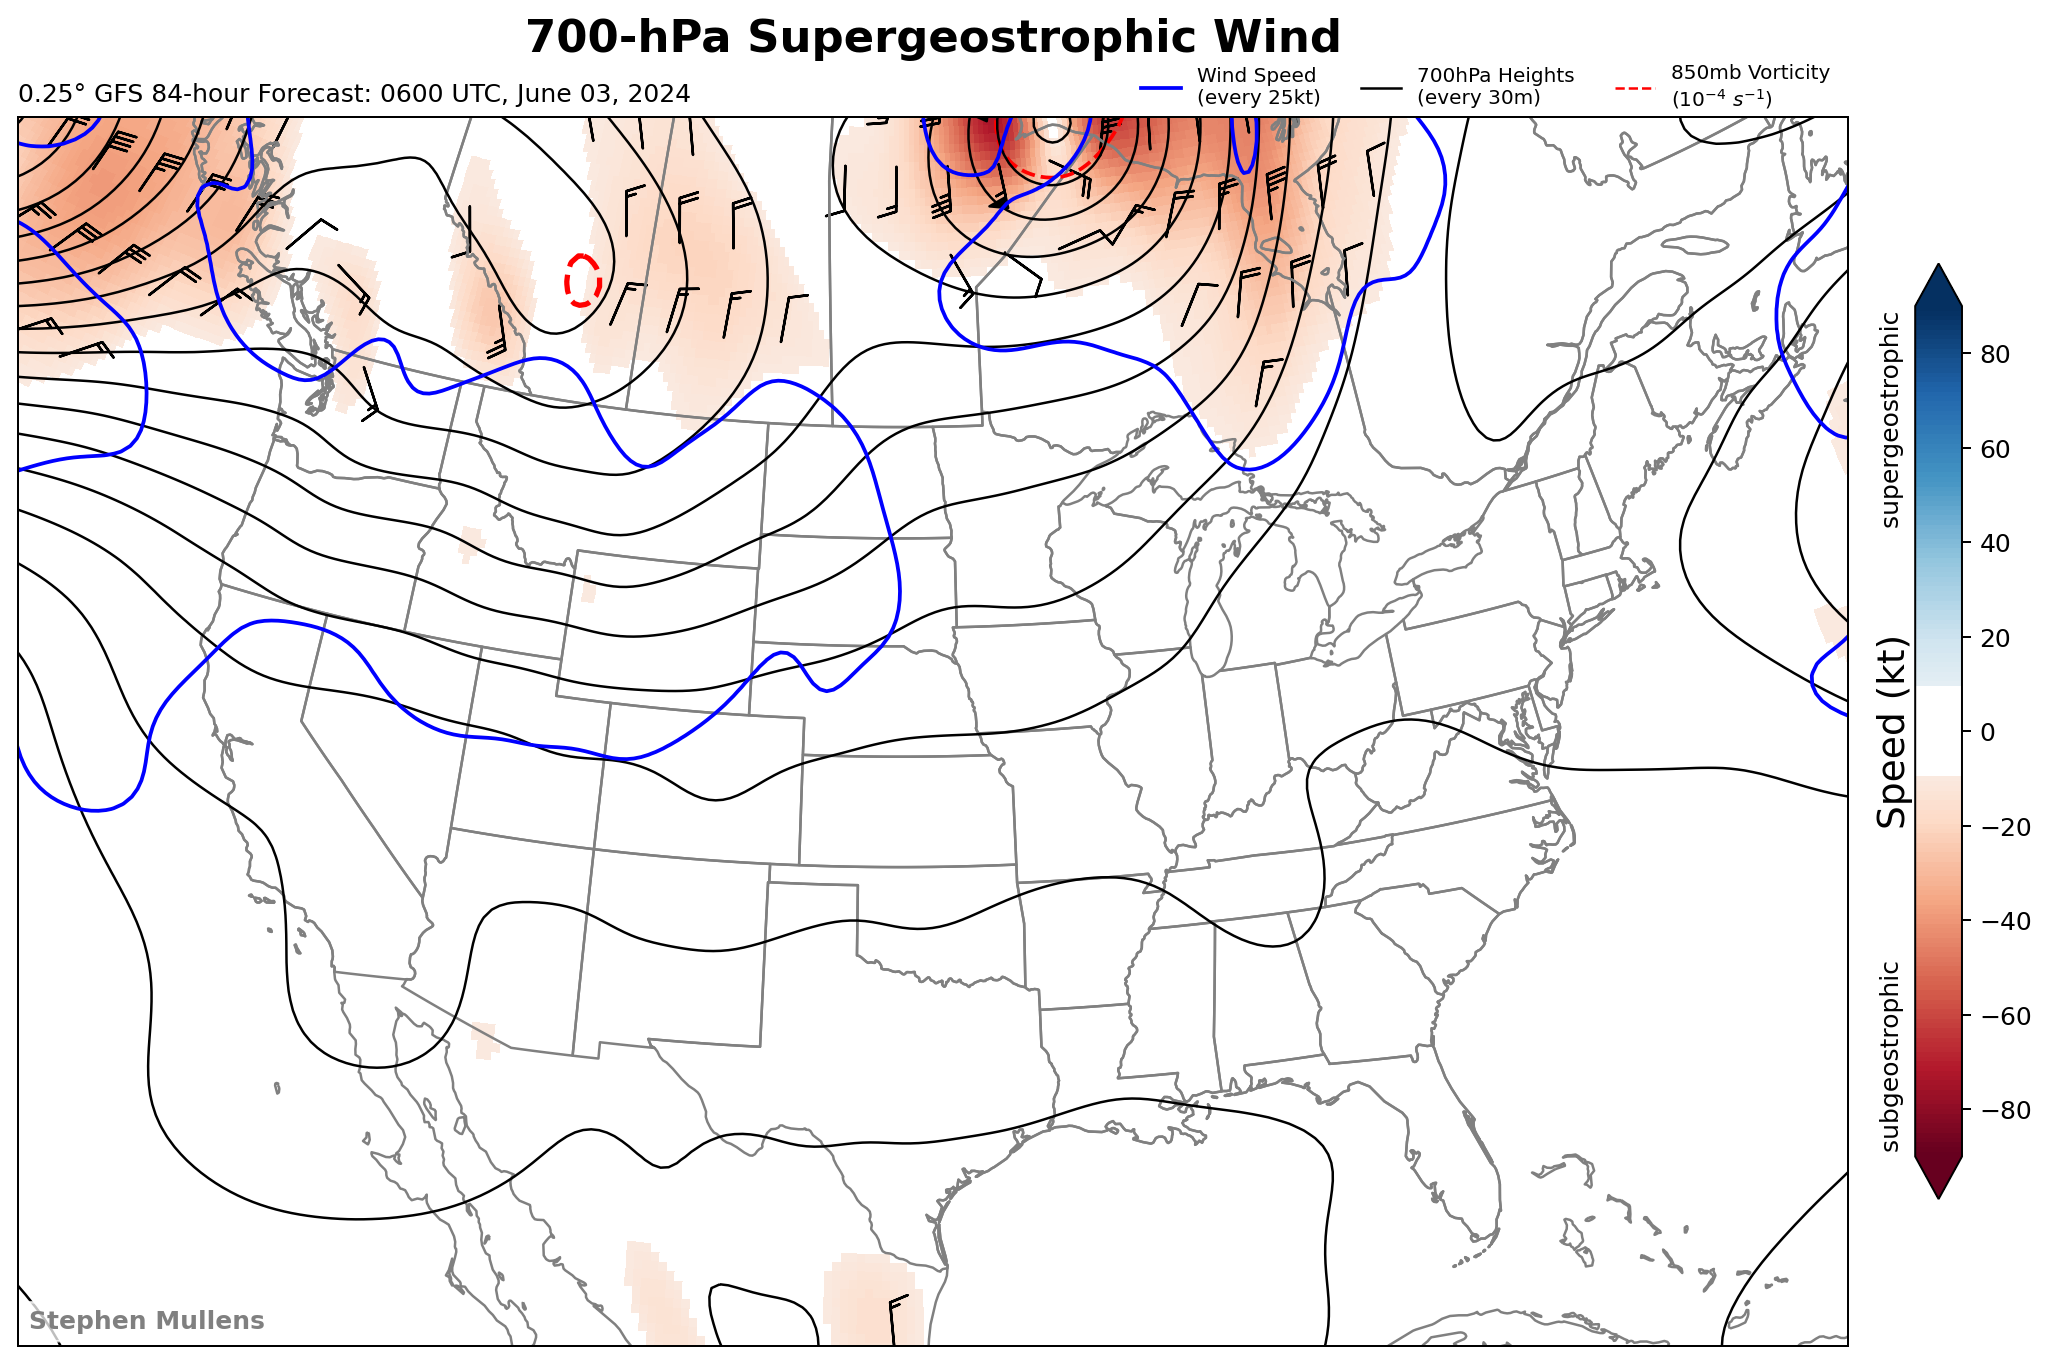 700-hPa Supergeostrophic Wind
0.25° GFS 84-hour Forecast: 0600 UTC, June 03, 2024
Wind Speed
(every 25kt)
700hPa Heights
(every 30m)
850mb Vorticity
(10⁻⁴ s⁻¹)
supergeostrophic
Speed (kt)
subgeostrophic
80
60
40
20
0
−20
−40
−60
−80
Stephen Mullens